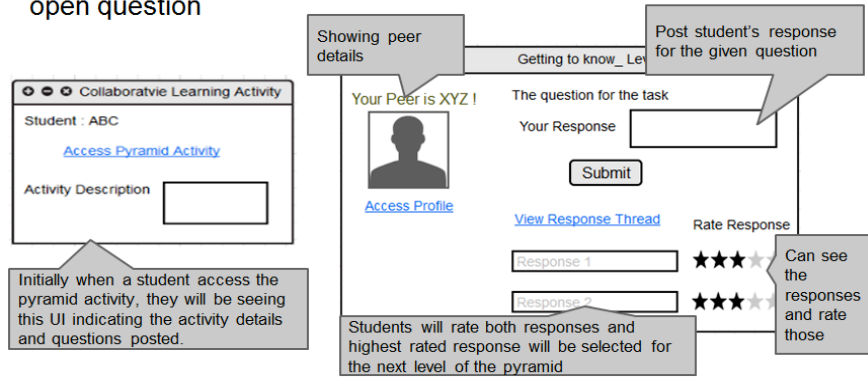 open question
Collaboratvie Learning Activity
Student : ABC
Access Pyramid Activity
Activity Description
Initially when a student access the
pyramid activity, they will be seeing
this UI indicating the activity details
and questions posted.
Showing peer
details
Getting to know_ Lev
Post student's response
for the given question
Your Peer is XYZ !
Access Profile
The question for the task
Your Response
Submit
View Response Thread
Rate Response
Response 1
Response 2
Can see
the
responses
and rate
those
Students will rate both responses and
highest rated response will be selected for
the next level of the pyramid